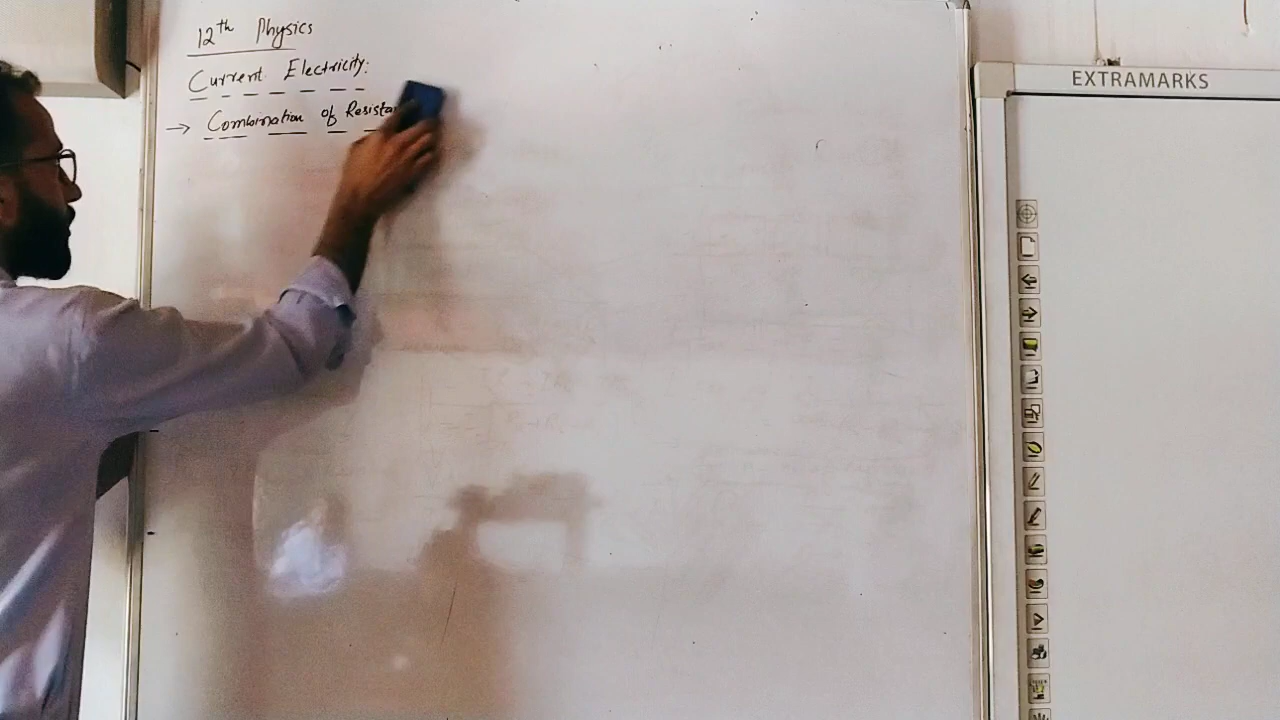 12th Physics
Current Electricity:
→ Combination of Resista
EXTRAMARKS